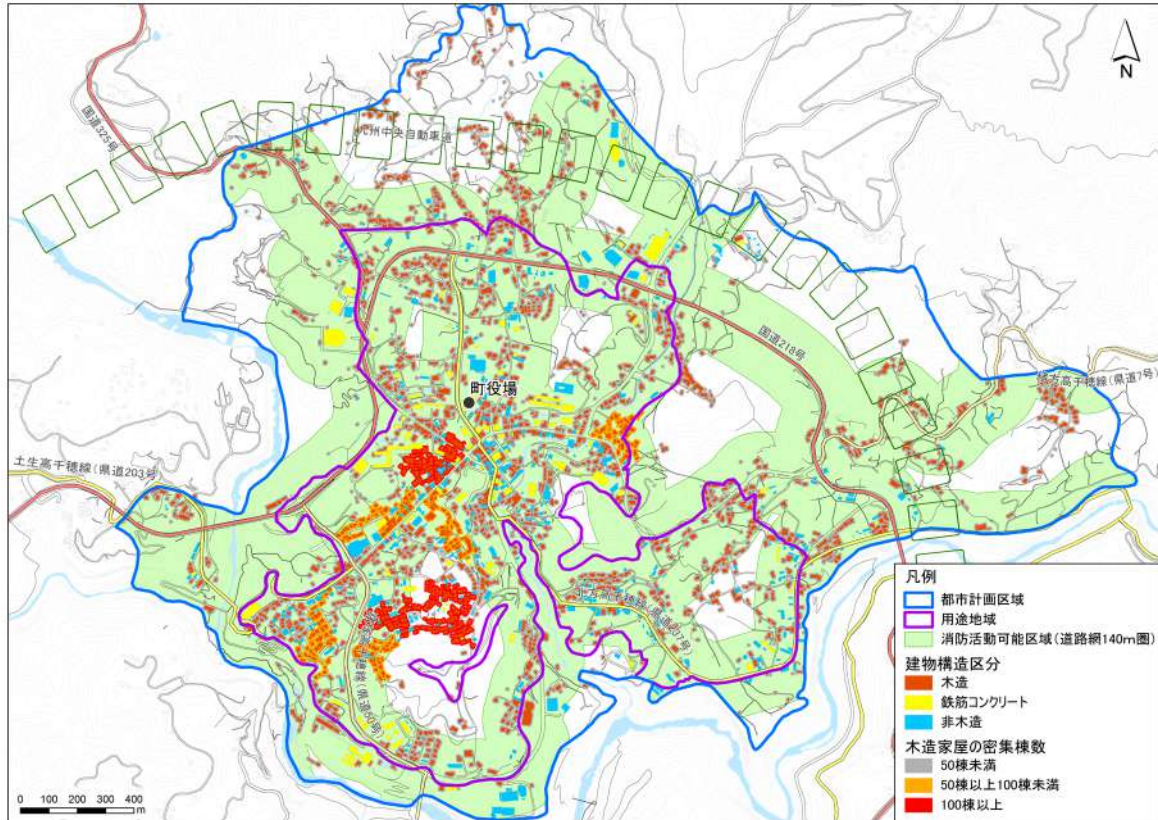 N
国道325号
九州中央自動車道
国道218号
緒方高千穂線(県道7号)
町役場
土生高千穂線(県道203号)
凡例
都市計画区域
用途地域
消防活動可能区域(道路網140m圏)
建物構造区分
木造
鉄筋コンクリート
非木造
木造家屋の密集棟数
50棟未満
50棟以上100棟未満
100棟以上
0 100 200 300 400
m